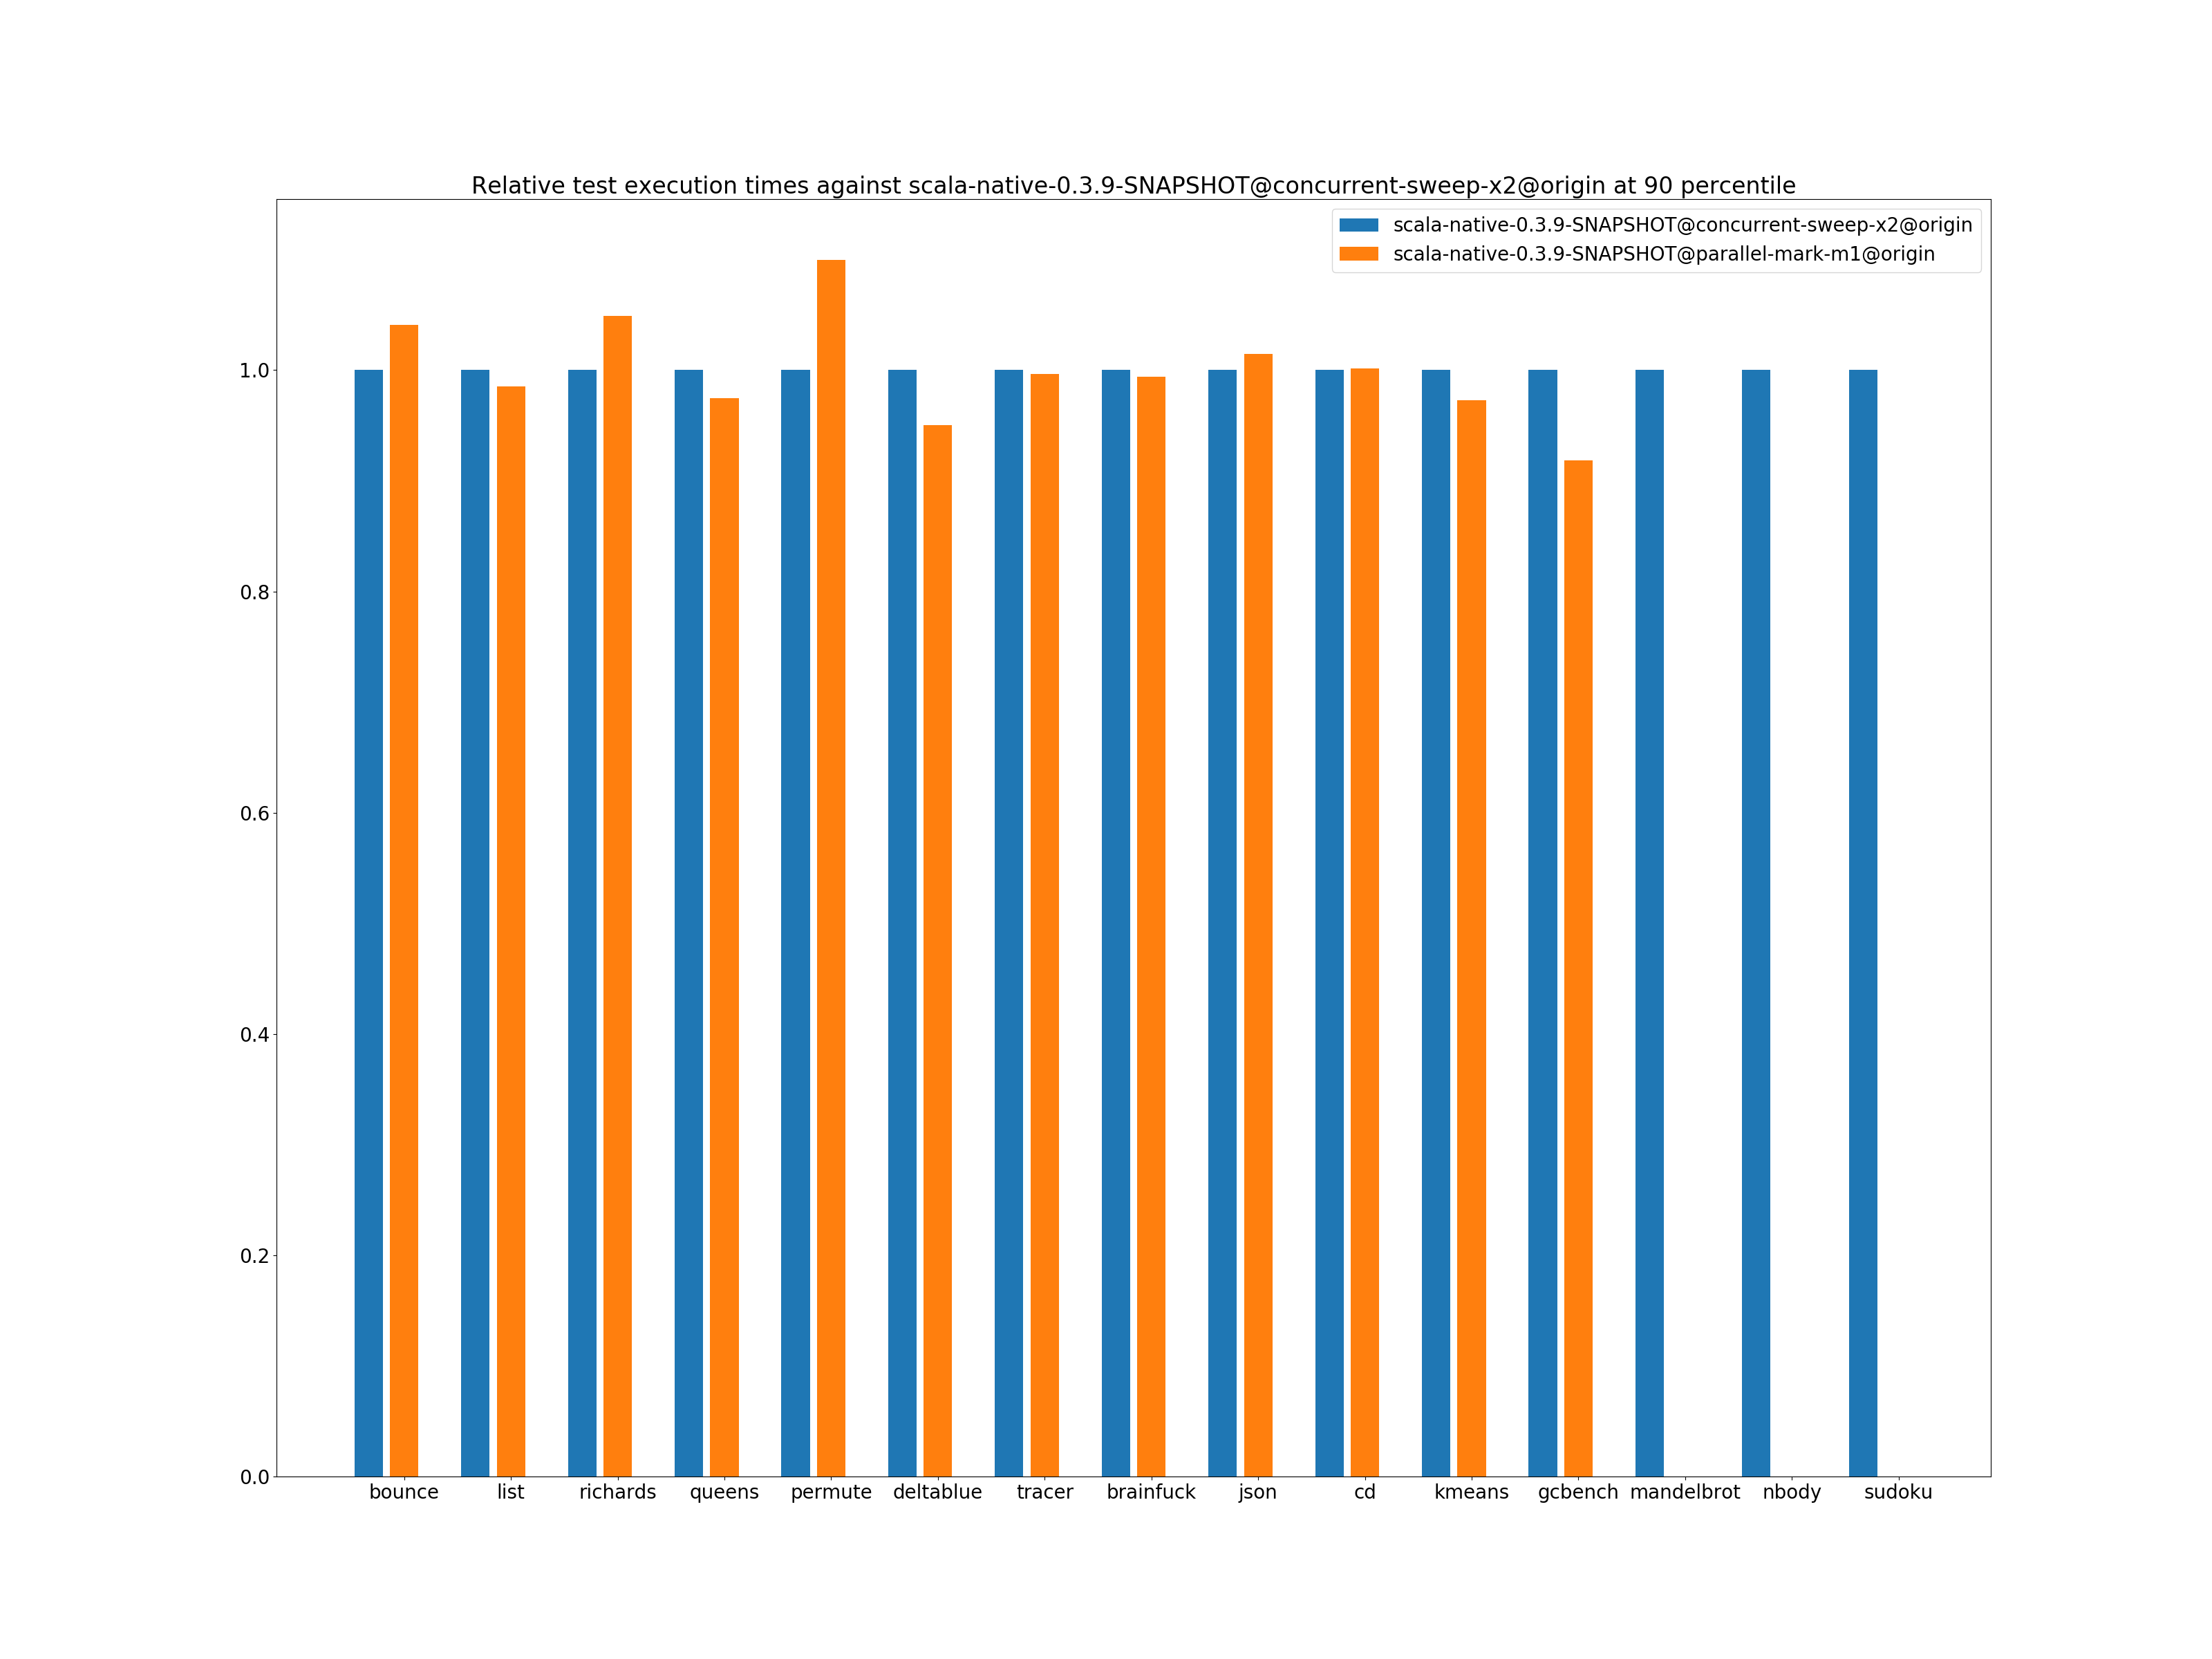 Relative test execution times against scala-native-0.3.9-SNAPSHOT@concurrent-sweep-x2@origin at 90 percentile
scala-native-0.3.9-SNAPSHOT@concurrent-sweep-x2@origin
scala-native-0.3.9-SNAPSHOT@parallel-mark-m1@origin
1.0
0.8
0.6
0.4
0.2
0.0
bounce list richards queens permute deltablue tracer brainfuck json cd kmeans gcbench mandelbrot nbody sudoku